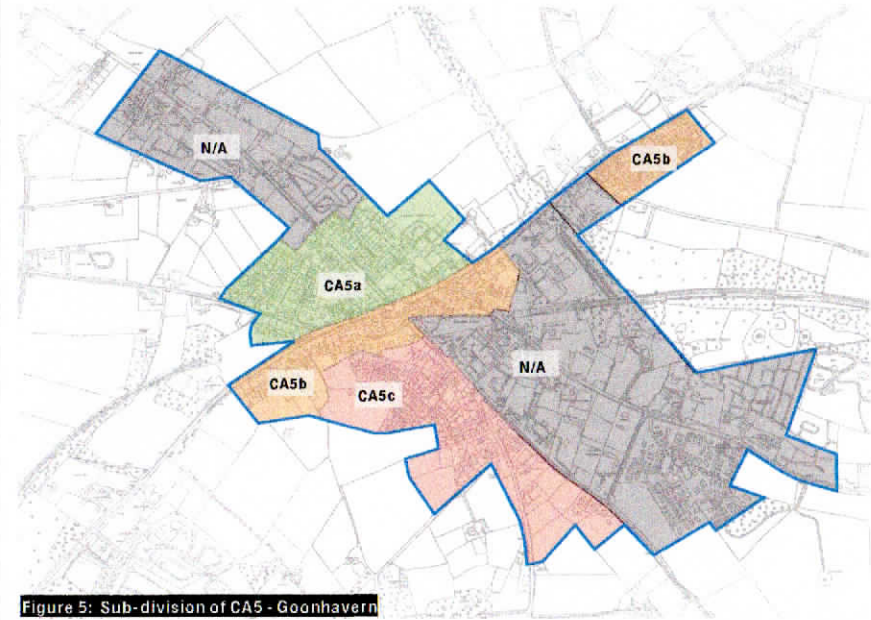 N/A
CA5b
CA5a
N/A
CA5b
CA5c
Figure 5: Sub-division of CA5 - Goonhavern